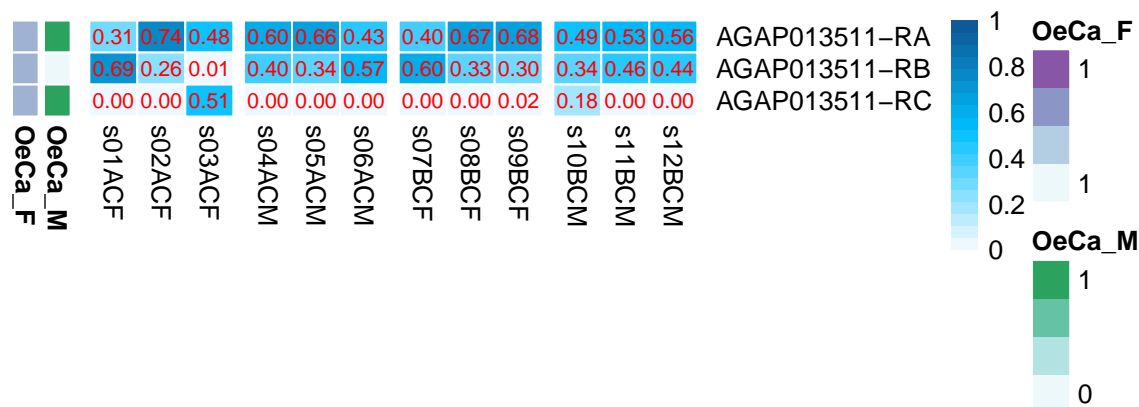 0.31 0.74 0.48 0.60 0.66 0.43 0.40 0.67 0.68 0.49 0.53 0.56 AGAP013511−RA
0.69 0.26 0.01 0.40 0.34 0.57 0.60 0.33 0.30 0.34 0.46 0.44 AGAP013511−RB
0.00 0.00 0.51 0.00 0.00 0.00 0.00 0.00 0.02 0.18 0.00 0.00 AGAP013511−RC
OeCa_F
OeCa_M
s01ACF
s02ACF
s03ACF
s04ACM
s05ACM
s06ACM
s07BCF
s08BCF
s09BCF
s10BCM
s11BCM
s12BCM
1
0.8
0.6
0.4
0.2
0
OeCa_F
1
1
OeCa_M
1
0